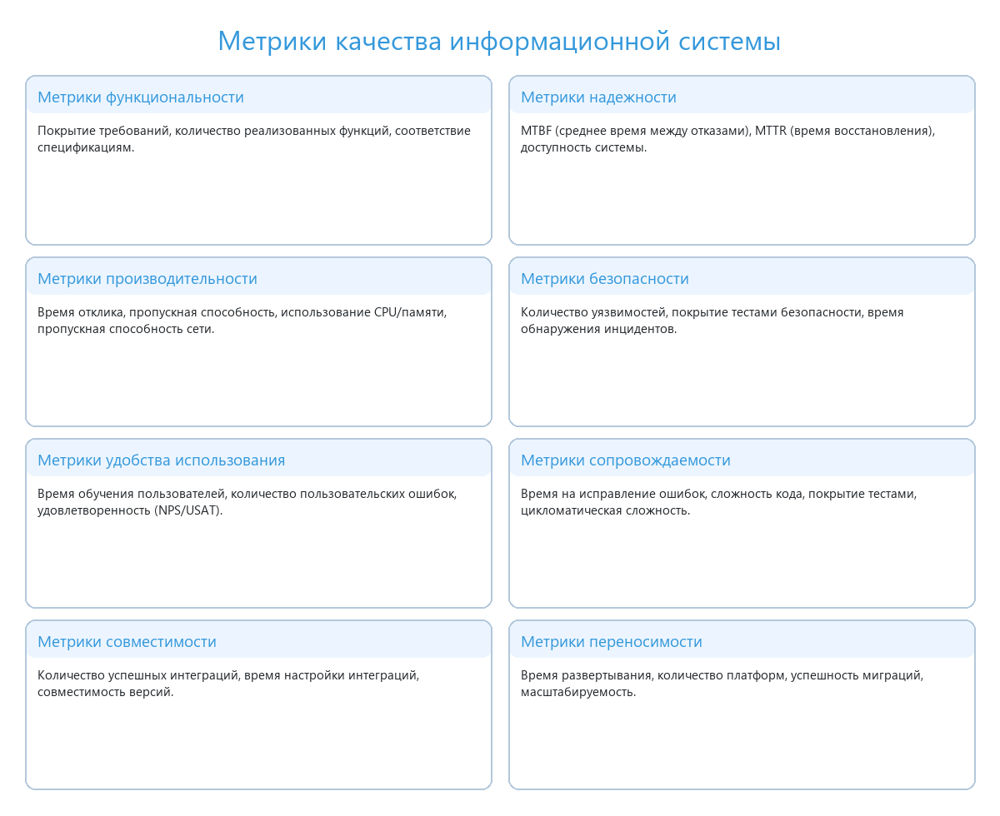 Метрики качества информационной системы
Метрики функциональности
Покрытие требований, количество реализованных функций, соответствие
спецификациям.
Метрики надежности
MTBF (среднее время между отказами), MTTR (время восстановления),
доступность системы.
Метрики производительности
Время отклика, пропускная способность, использование CPU/памяти,
пропускная способность сети.
Метрики безопасности
Количество уязвимостей, покрытие тестами безопасности, время
обнаружения инцидентов.
Метрики удобства использования
Время обучения пользователей, количество пользовательских ошибок,
удовлетворенность (NPS/USAT).
Метрики сопровождаемости
Время на исправление ошибок, сложность кода, покрытие тестами,
цикломатическая сложность.
Метрики совместимости
Количество успешных интеграций, время настройки интеграций,
совместимость версий.
Метрики переносимости
Время развертывания, количество платформ, успешность миграций,
масштабируемость.